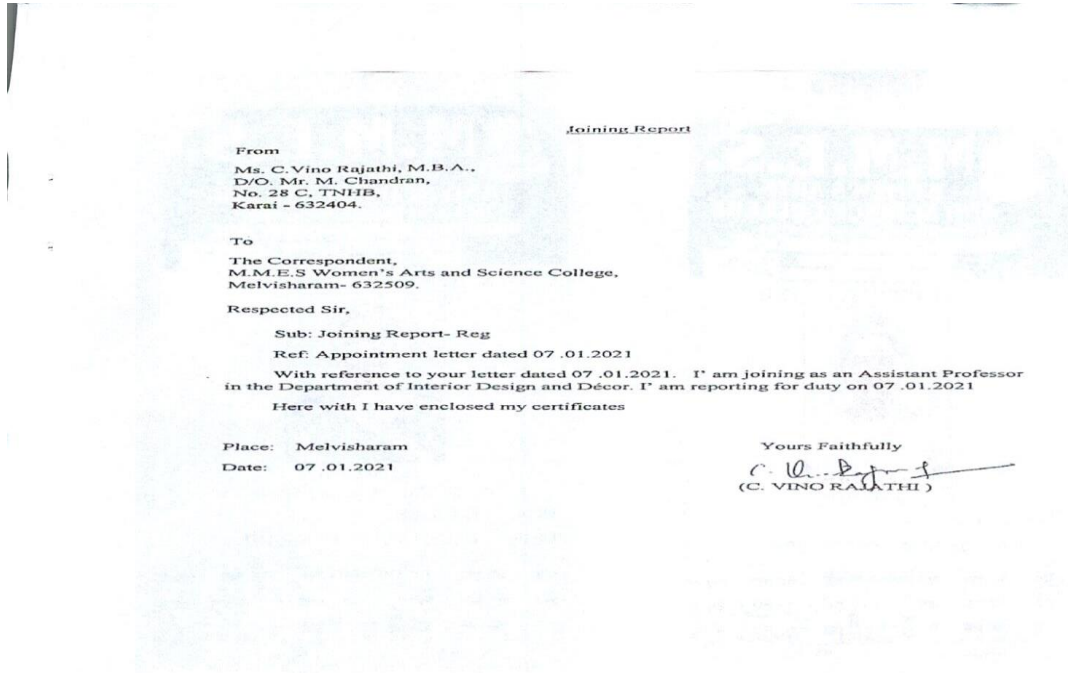 Joining Report
From
Ms. C.Vino Rajathi, M.B.A.,
D/O. Mr. M. Chandran,
No. 28 C, TNHB,
Karai - 632404.
To
The Correspondent,
M.M.E.S Women's Arts and Science College,
Melvisharam- 632509.
Respected Sir,
Sub: Joining Report- Reg
Ref: Appointment letter dated 07 .01.2021
With reference to your letter dated 07 .01.2021. I' am joining as an Assistant Professor
in the Department of Interior Design and Décor. I' am reporting for duty on 07 .01.2021
Here with I have enclosed my certificates
Place: Melvisharam Yours Faithfully
Date: 07 .01.2021
(C. VINO RAJATHI )